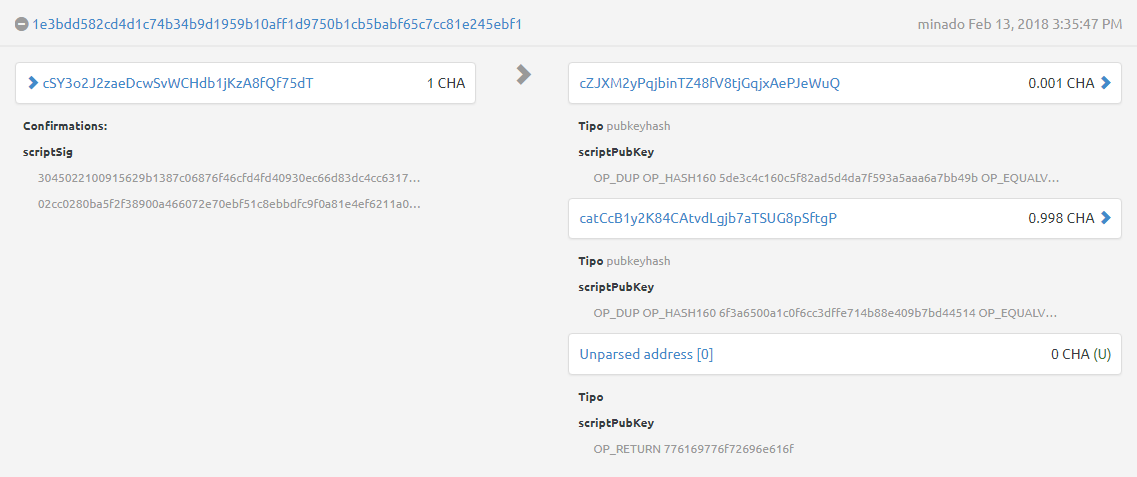 1e3bdd582cd4d1c74b34b9d1959b10aff1d9750b1cb5babf65c7cc81e245ebf1 minado Feb 13, 2018 3:35:47 PM
cSY3o2J2zaeDcwSvWCHdb1jKzA8fQf75dT 1 CHA
Confirmations:
scriptSig
3045022100915629b1387c06876f46cfd4fd40930ec66d83dc4cc6317...
02cc0280ba5f2f38900a466072e70ebf51c8ebbdfc9f0a81e4ef6211a0...
cZJXM2yPqjbinTZ48fV8tjGqjxAePJeWuQ 0.001 CHA
Tipo pubkeyhash
scriptPubKey
OP_DUP OP_HASH160 5de3c4c160c5f82ad5d4da7f593a5aaa6a7bb49b OP_EQUALV...
catCcB1y2K84CAtvdLgjb7aTSUG8pSftgP 0.998 CHA
Tipo pubkeyhash
scriptPubKey
OP_DUP OP_HASH160 6f3a6500a1c0f6cc3dffe714b88e409b7bd44514 OP_EQUALV...
Unparsed address [0] 0 CHA (U)
Tipo
scriptPubKey
OP_RETURN 776169776f72696e616f